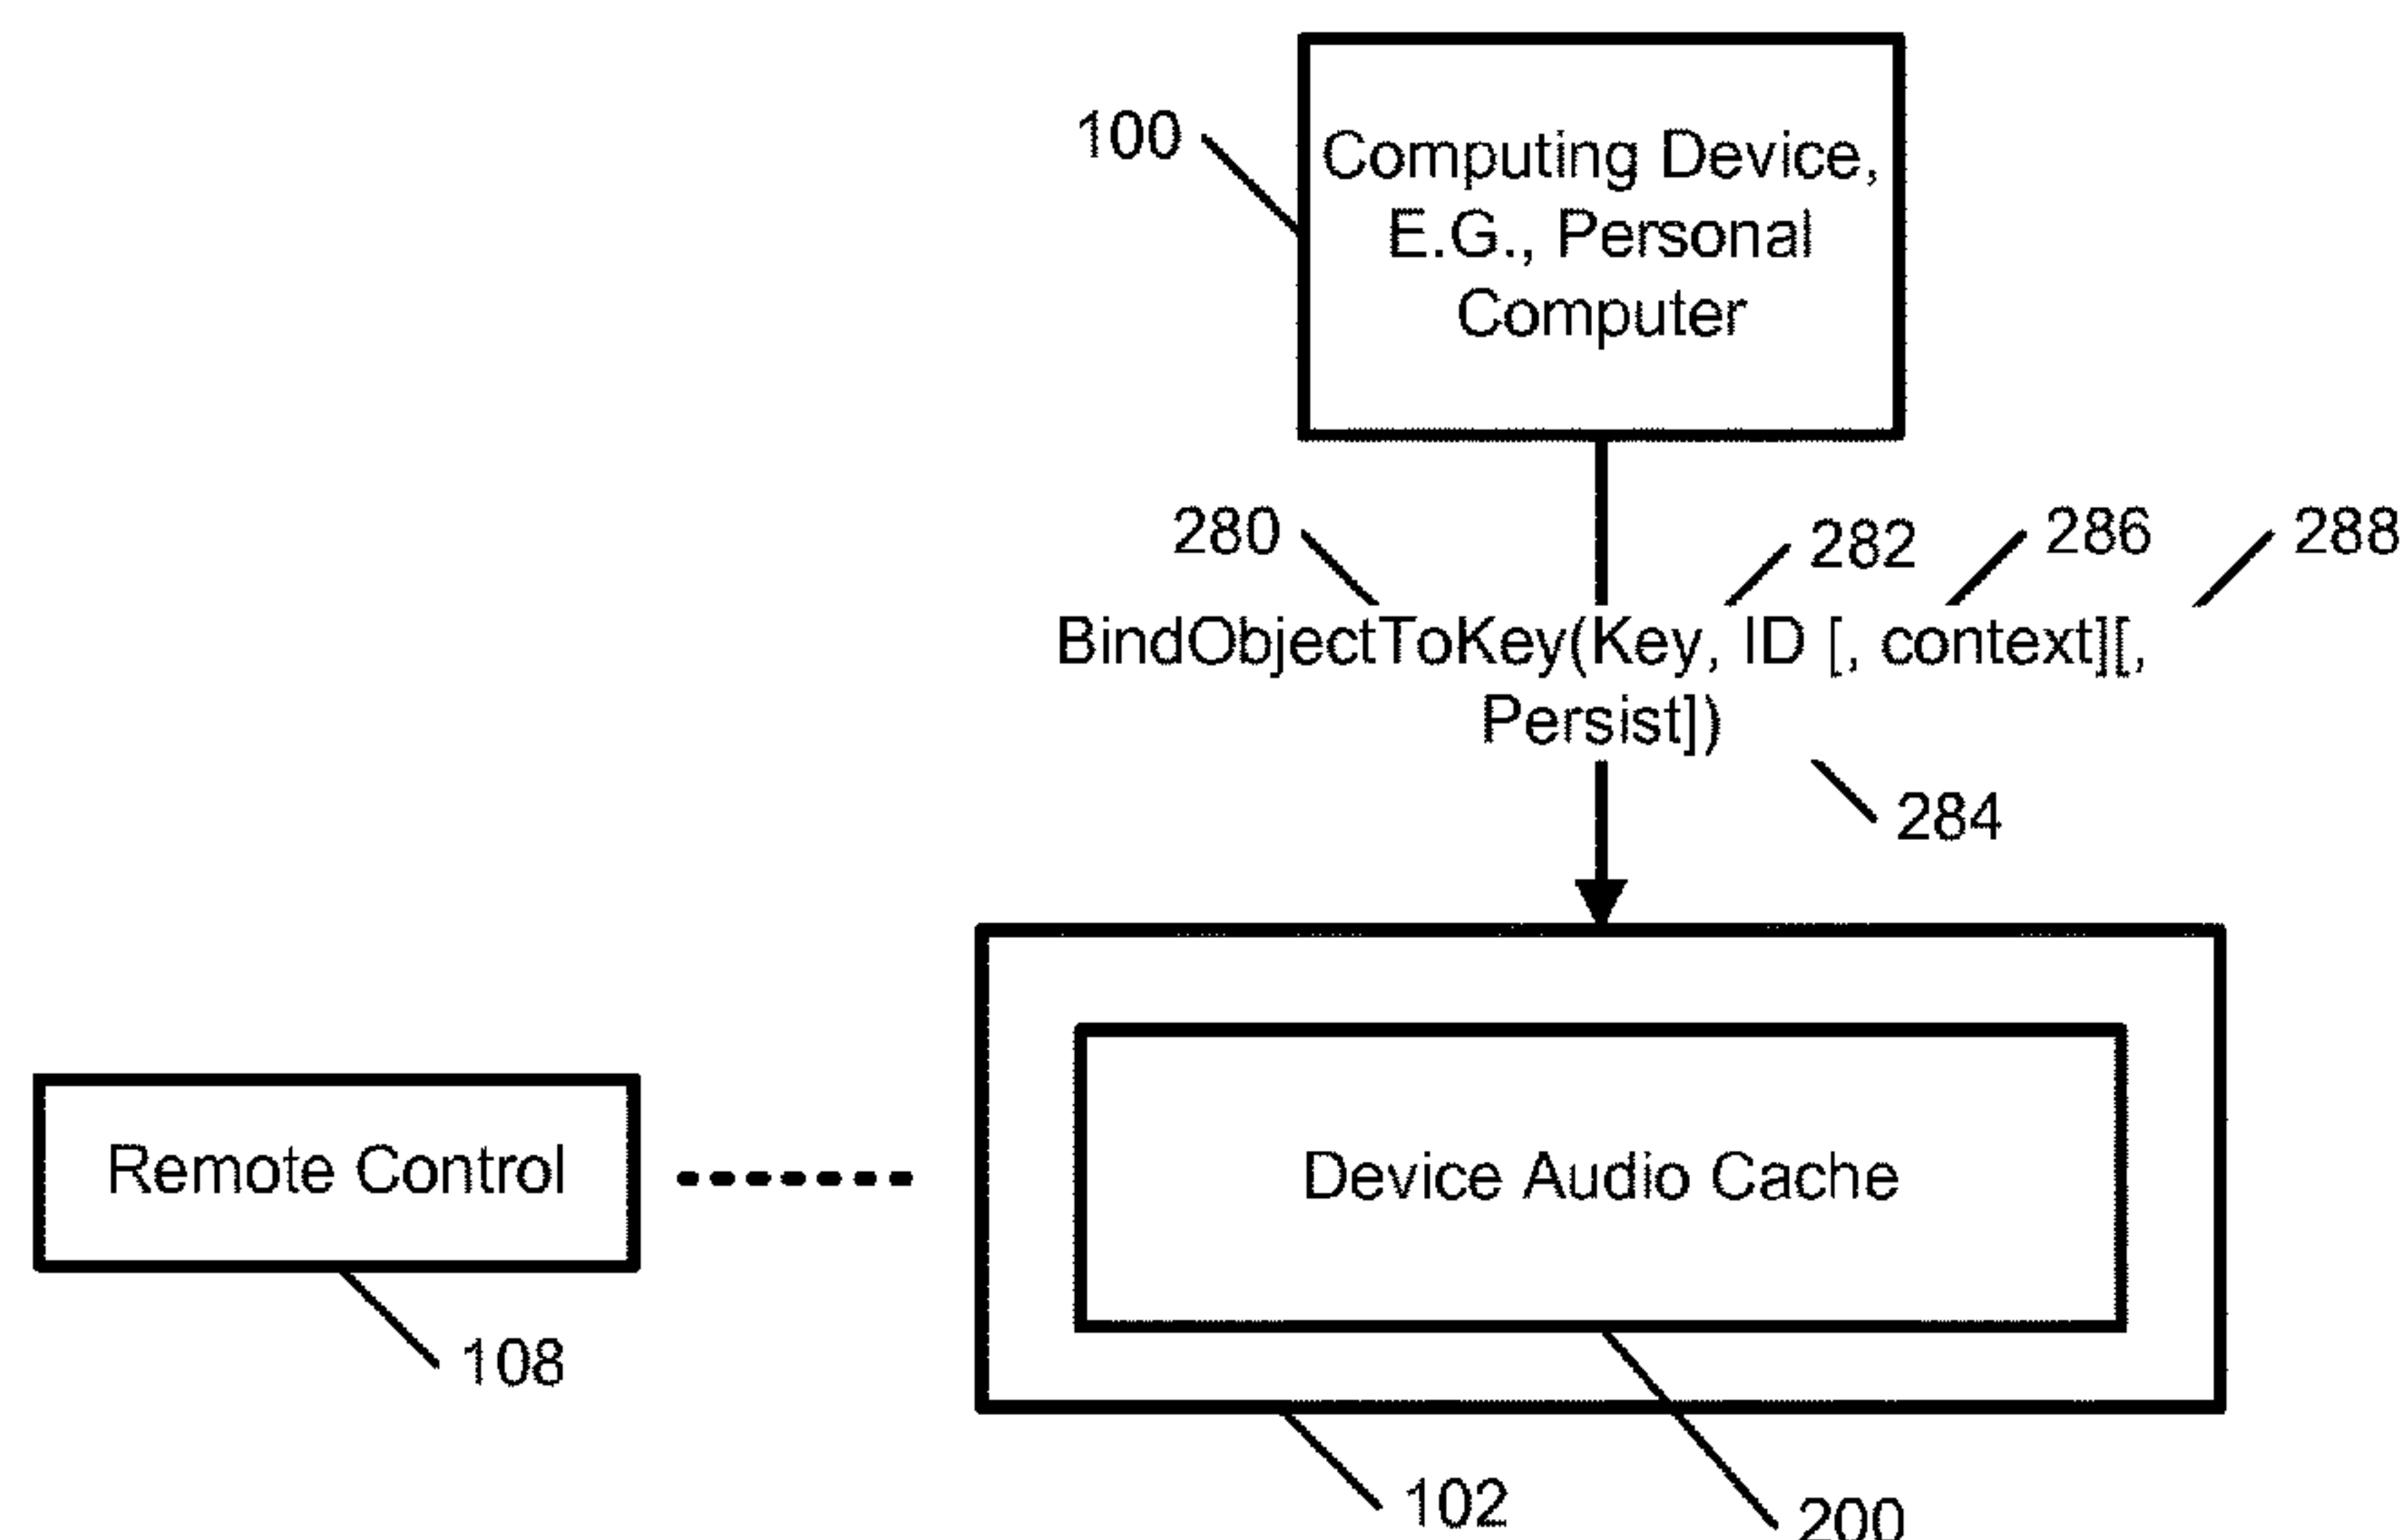 100
Computing Device,
E.G., Personal
Computer
280
282
286
288
BindObjectToKey(Key, ID [, context][,
Persist])
284
Remote Control
Device Audio Cache
108
102
200